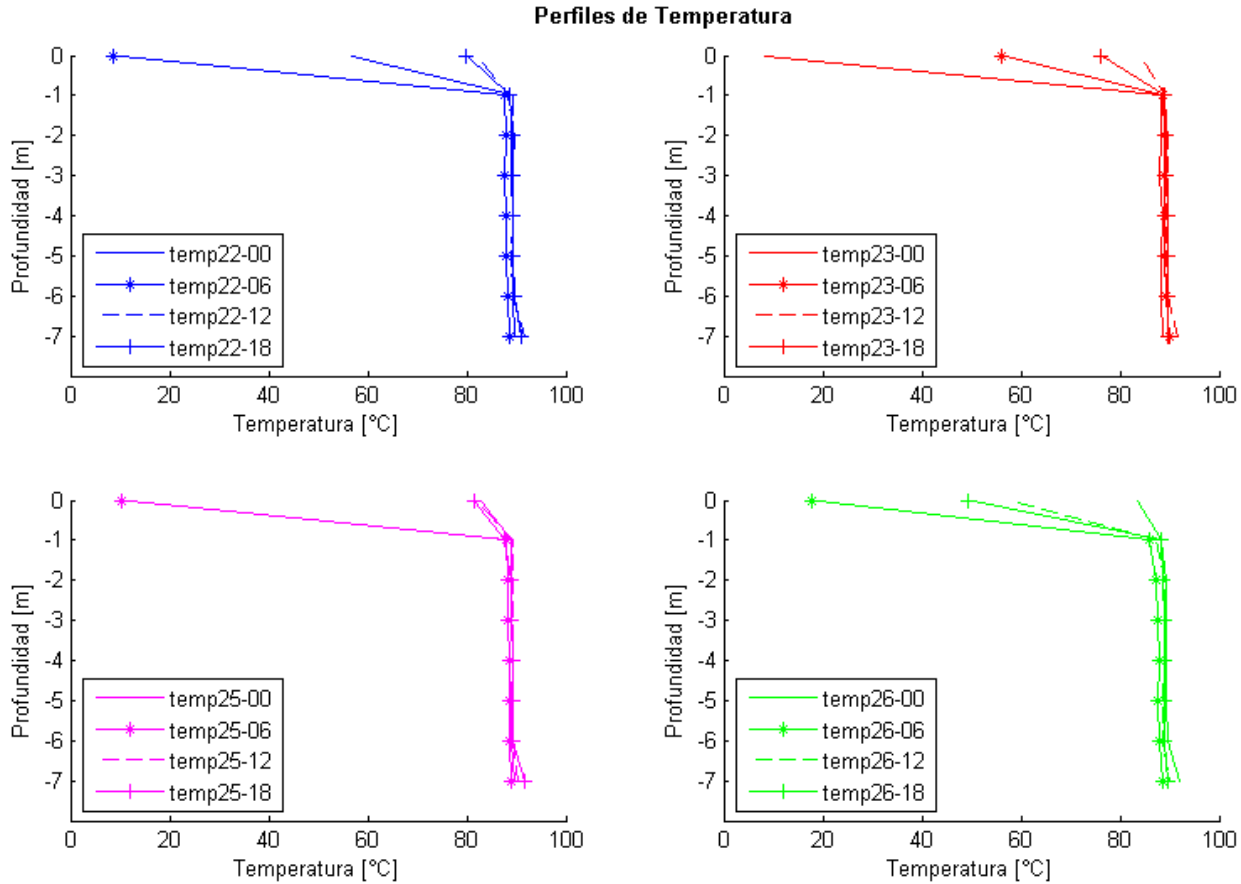 Perfiles de Temperatura
0
-1
-2
-3
-4
-5
-6
-7
Profundidad [m]
temp22-00
temp22-06
temp22-12
temp22-18
0 20 40 60 80 100
Temperatura [°C]
0
-1
-2
-3
-4
-5
-6
-7
Profundidad [m]
temp23-00
temp23-06
temp23-12
temp23-18
0 20 40 60 80 100
Temperatura [°C]
0
-1
-2
-3
-4
-5
-6
-7
Profundidad [m]
temp25-00
temp25-06
temp25-12
temp25-18
0 20 40 60 80 100
Temperatura [°C]
0
-1
-2
-3
-4
-5
-6
-7
Profundidad [m]
temp26-00
temp26-06
temp26-12
temp26-18
0 20 40 60 80 100
Temperatura [°C]